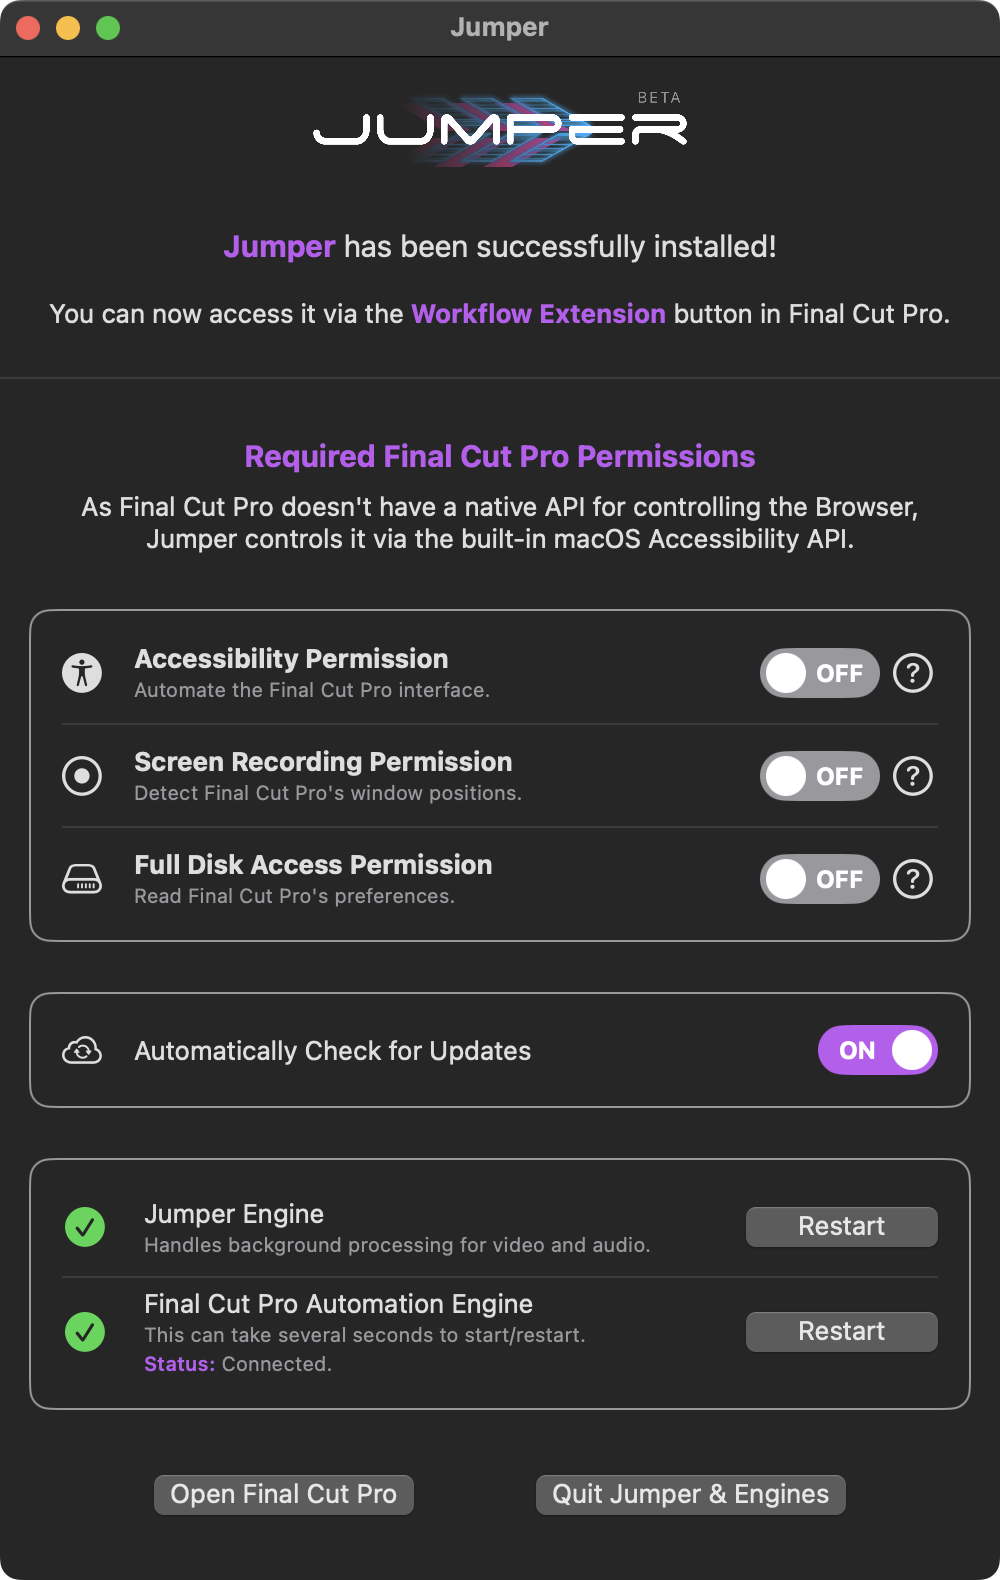 Jumper
BETA
JUMPER
Jumper has been successfully installed!
You can now access it via the Workflow Extension button in Final Cut Pro.
Required Final Cut Pro Permissions
As Final Cut Pro doesn't have a native API for controlling the Browser,
Jumper controls it via the built-in macOS Accessibility API.
Accessibility Permission
Automate the Final Cut Pro interface.
OFF ?
Screen Recording Permission
Detect Final Cut Pro's window positions.
OFF ?
Full Disk Access Permission
Read Final Cut Pro's preferences.
OFF ?
Automatically Check for Updates
ON
Jumper Engine
Handles background processing for video and audio.
Restart
Final Cut Pro Automation Engine
This can take several seconds to start/restart.
Status: Connected.
Restart
Open Final Cut Pro
Quit Jumper & Engines